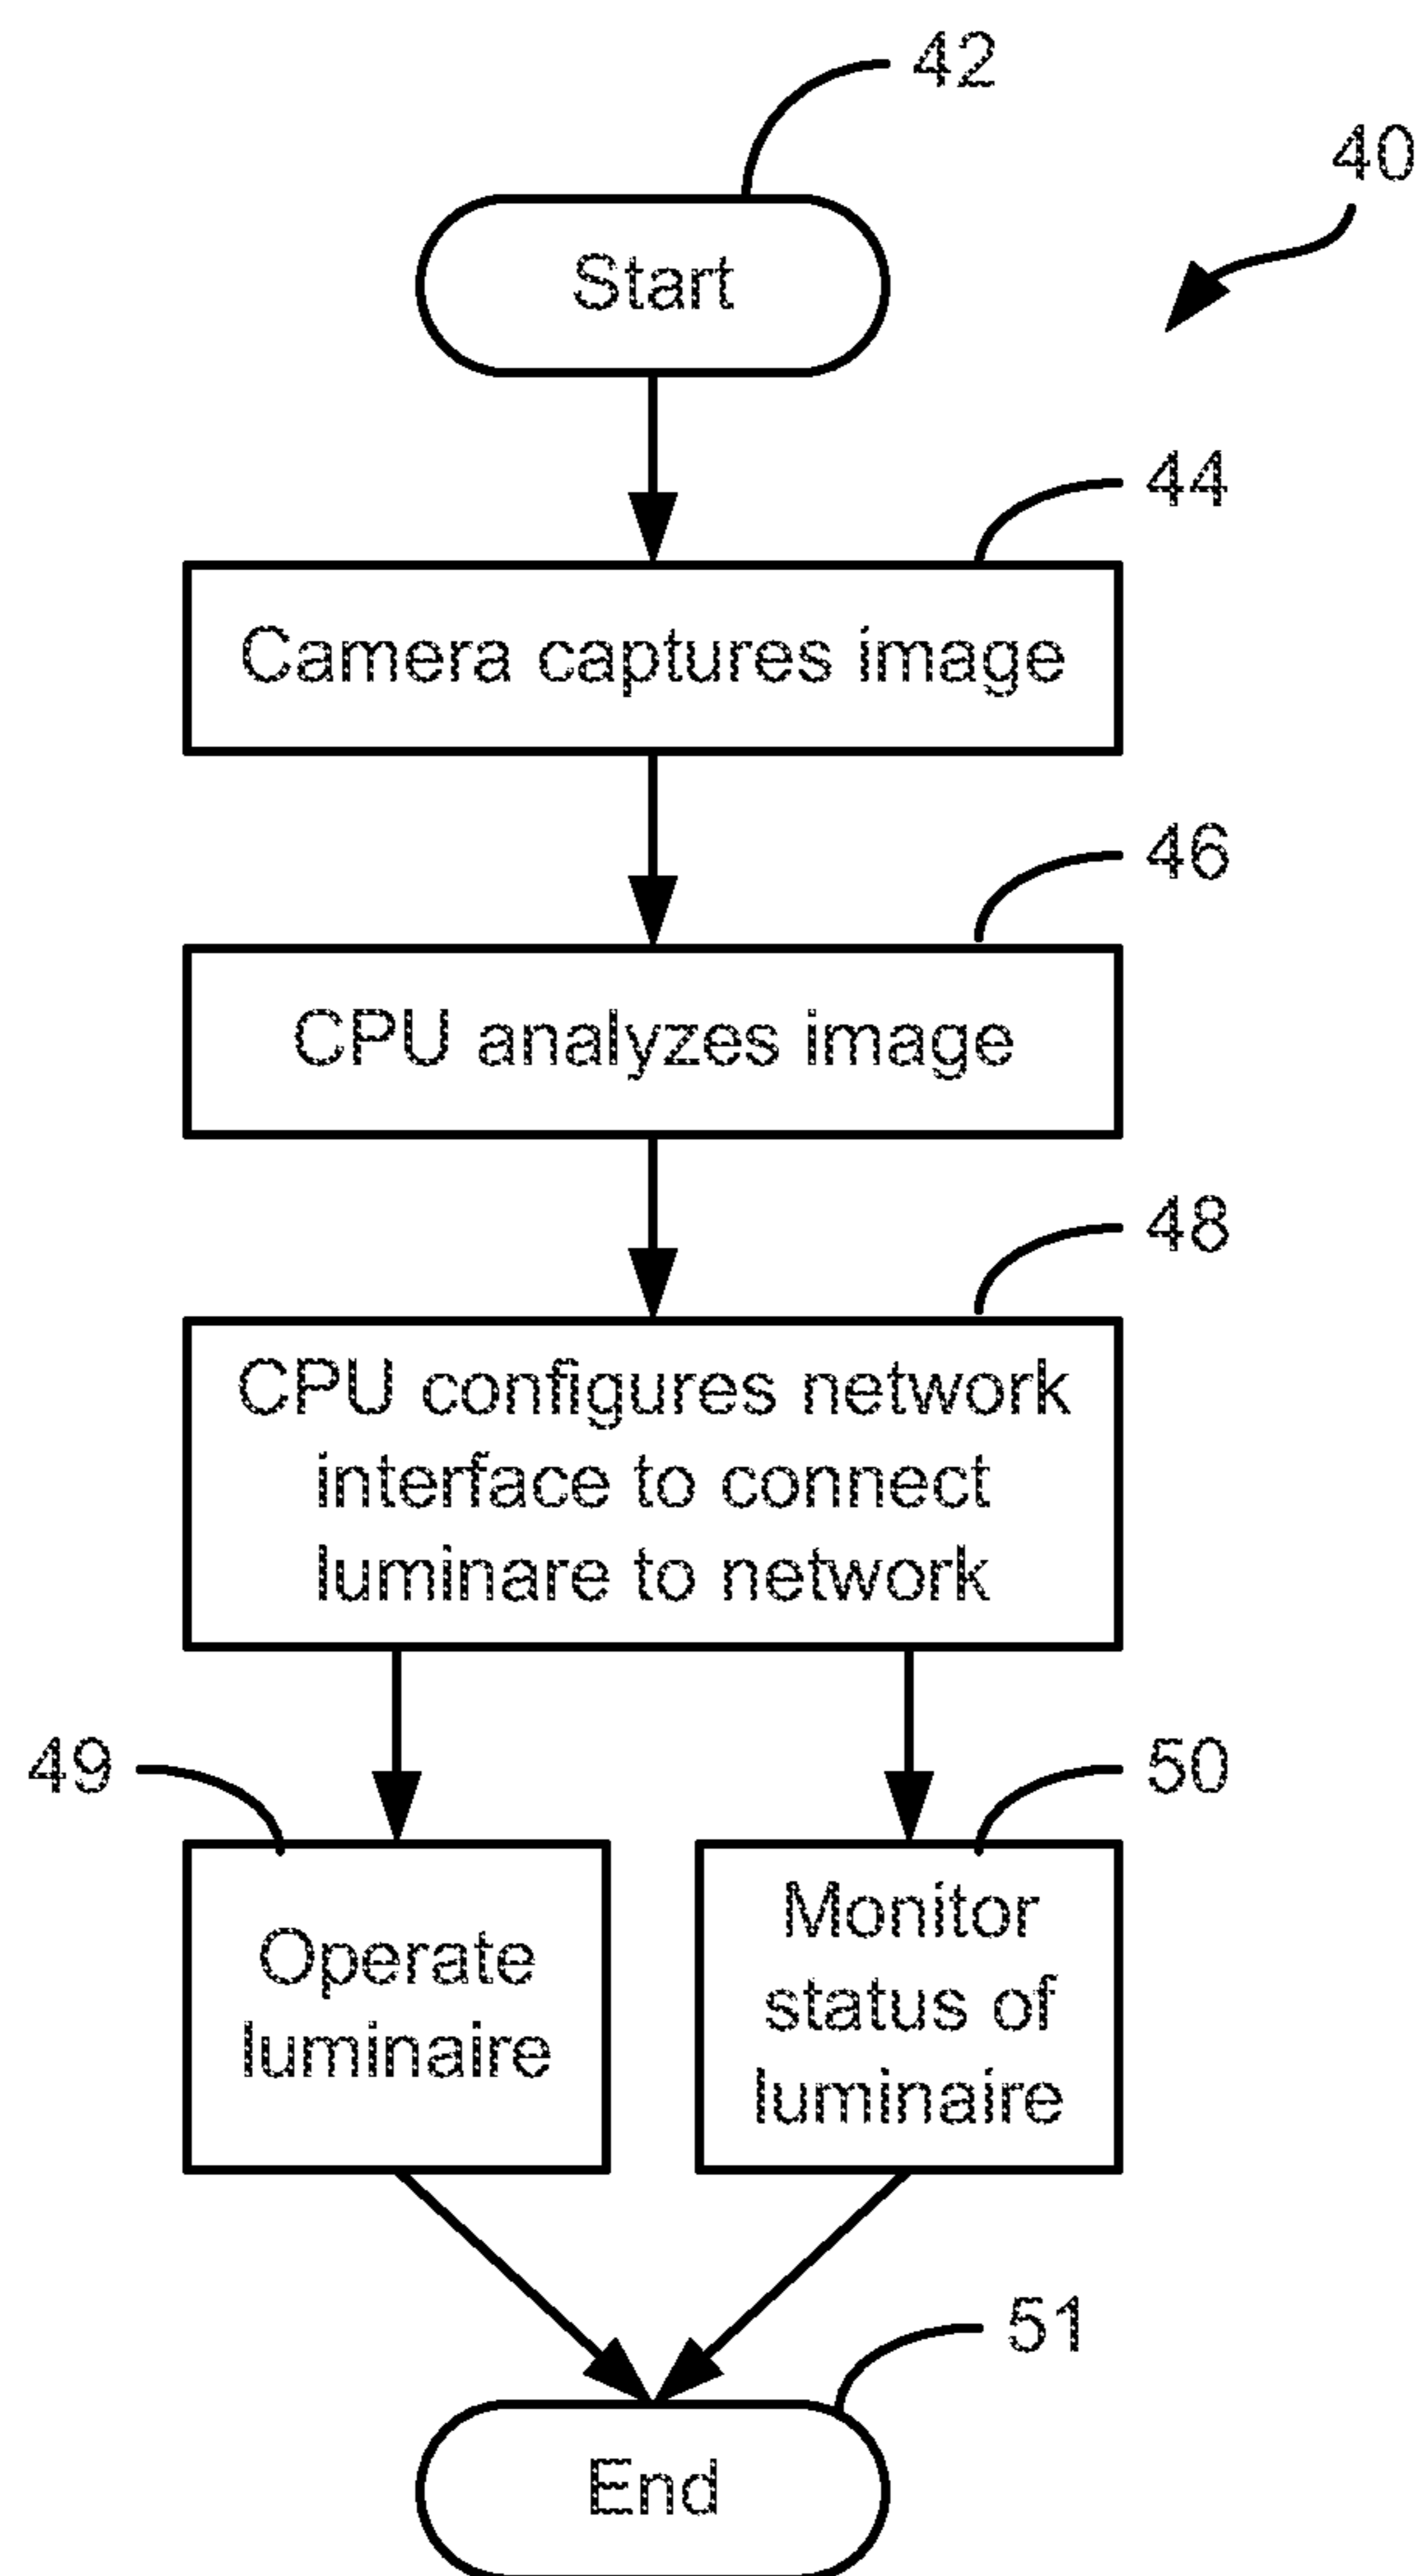 42
40
Start
44
Camera captures image
46
CPU analyzes image
48
CPU configures network
interface to connect
luminare to network
49
50
Operate
luminaire
Monitor
status of
luminaire
51
End